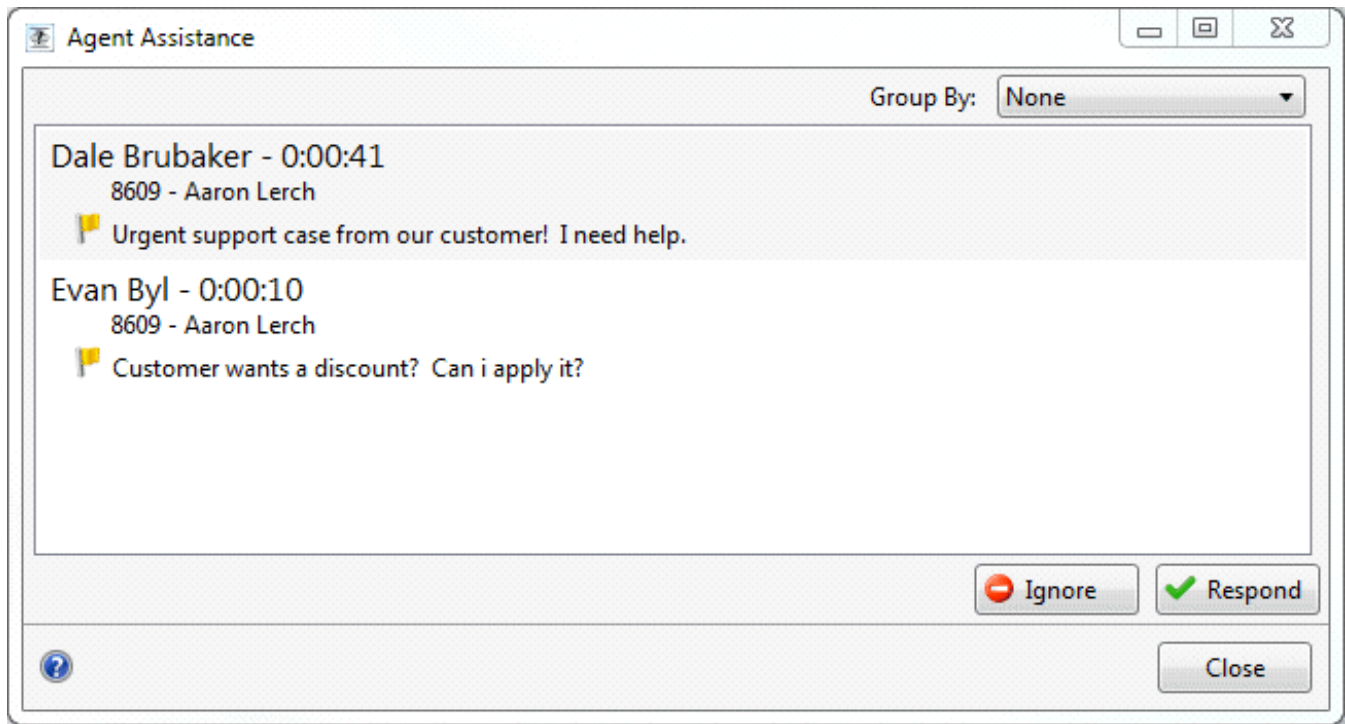 Agent Assistance
Group By: None
Dale Brubaker - 0:00:41
8609 - Aaron Lerch
Urgent support case from our customer!  I need help.
Evan Byl - 0:00:10
8609 - Aaron Lerch
Customer wants a discount?  Can i apply it?
Ignore Respond
Close